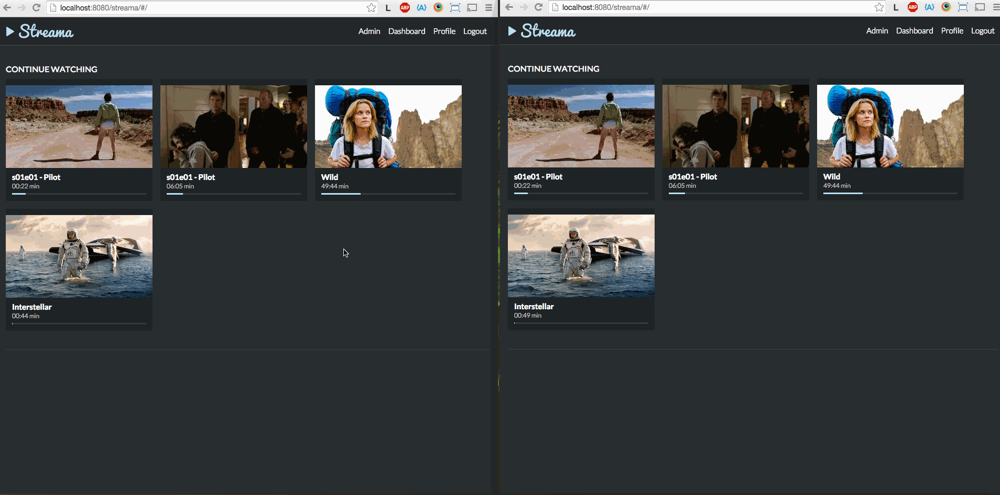 localhost:8080/streama/#/
L ABP (A)
Streama
Admin Dashboard Profile Logout
CONTINUE WATCHING
s01e01 - Pilot
00:22 min
s01e01 - Pilot
06:05 min
Wild
49:44 min
Interstellar
00:44 min
localhost:8080/streama/#/
L ABP (A)
Streama
Admin Dashboard Profile Logout
CONTINUE WATCHING
s01e01 - Pilot
00:22 min
s01e01 - Pilot
06:05 min
Wild
49:44 min
Interstellar
00:49 min